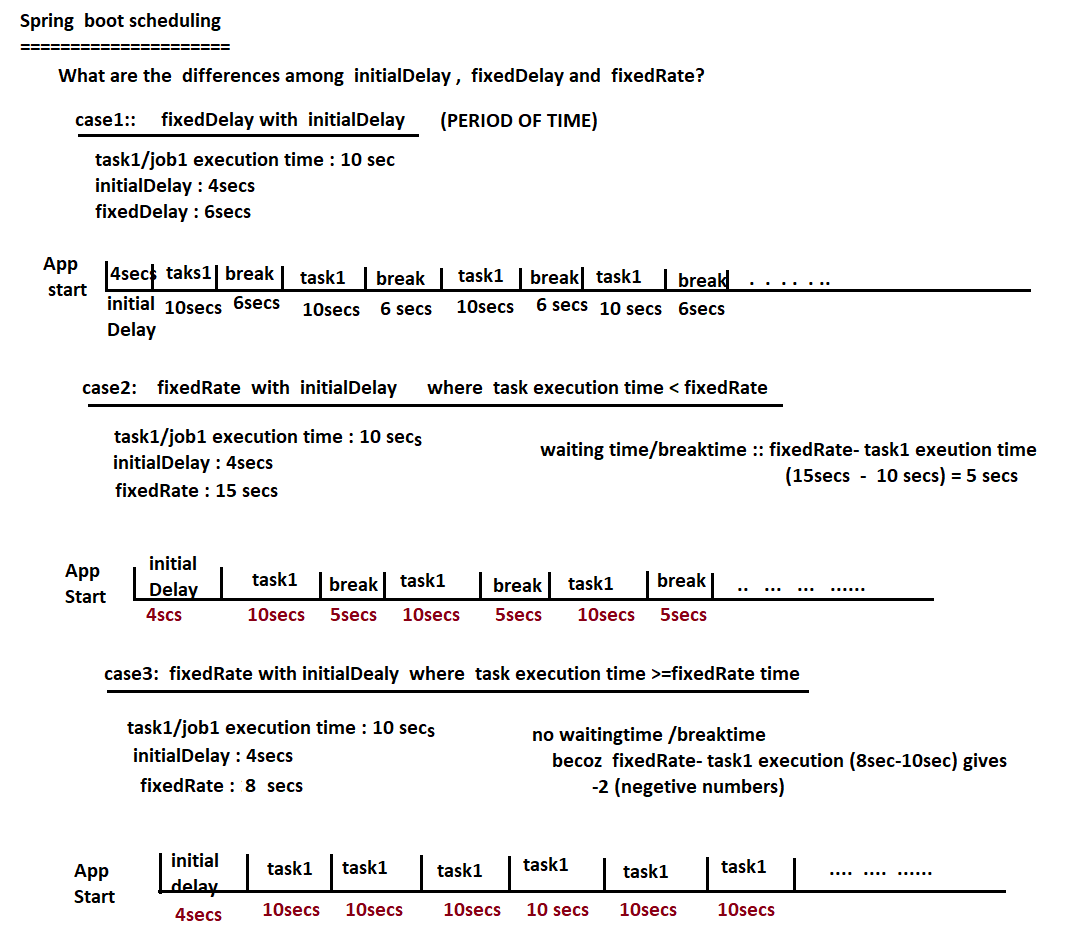 Spring boot scheduling
=====================
What are the differences among initialDelay , fixedDelay and fixedRate?
case1:: fixedDelay with initialDelay (PERIOD OF TIME)
task1/job1 execution time : 10 sec
initialDelay : 4secs
fixedDelay : 6secs
App start
4secs taks1 break task1 break task1 break task1 break . . . . . ..
initial Delay 10secs 6secs 10secs 6 secs 10secs 6 secs 10 secs 6secs
case2: fixedRate with initialDelay where task execution time < fixedRate
task1/job1 execution time : 10 secs
initialDelay : 4secs
fixedRate : 15 secs
waiting time/breaktime :: fixedRate- task1 exeution time
(15secs - 10 secs) = 5 secs
App Start
initial Delay task1 break task1 break task1 break .. ... ... ......
4scs 10secs 5secs 10secs 5secs 10secs 5secs
case3: fixedRate with initialDealy where task execution time >=fixedRate time
task1/job1 execution time : 10 secs
initialDelay : 4secs
fixedRate : 8 secs
no waitingtime /breaktime
becoz fixedRate- task1 execution (8sec-10sec) gives
-2 (negetive numbers)
App Start
initial delay task1 task1 task1 task1 task1 task1 .... .... ......
4secs 10secs 10secs 10secs 10 secs 10secs 10secs